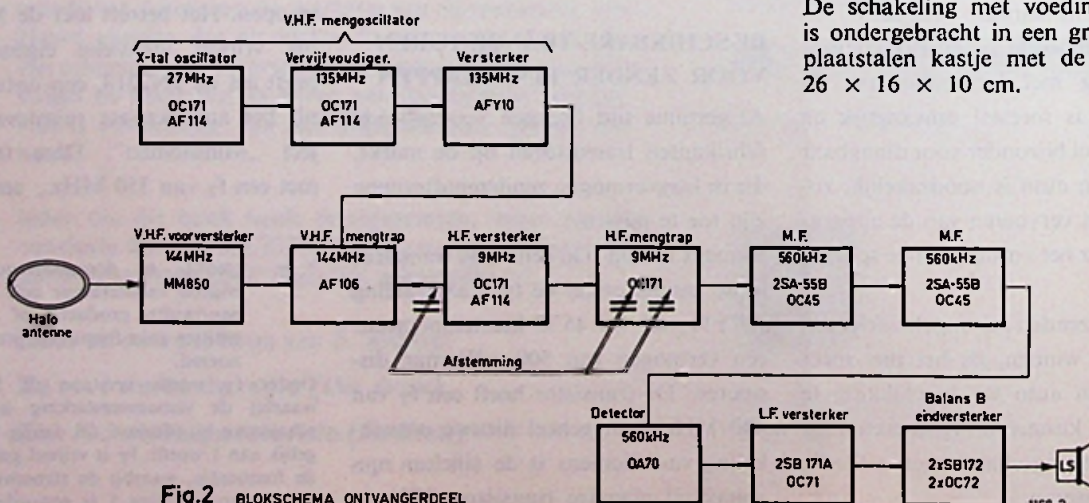 De schakeling met
is ondergebracht in een
plaatstalen kastje met de
26 × 16 × 10 cm.
V.H.F. mengoscillator
X-tal oscillator
27MHz
OC171
AF114
Vervijfvoudiger.
135MHz
OC171
AF114
Versterker
135MHz
AFY10
V.H.F. voorversterker
144MHz
MM850
V.H.F. mengtrap
144MHz
AF106
H.F. versterker
9MHz
OC171
AF114
H.F. mengtrap
9MHz
OC171
M.F.
560kHz
2SA-55B
OC45
M.F.
560kHz
2SA-55B
OC45
Halo
antenne
Afstemming
Detector
560kHz
OA70
L.F. versterker
2SB 171A
OC71
Balans B
eindversterker
2xSB172
2xOC72
LS
Fig.2 BLOKSCHEMA ONTVANGERDEEL